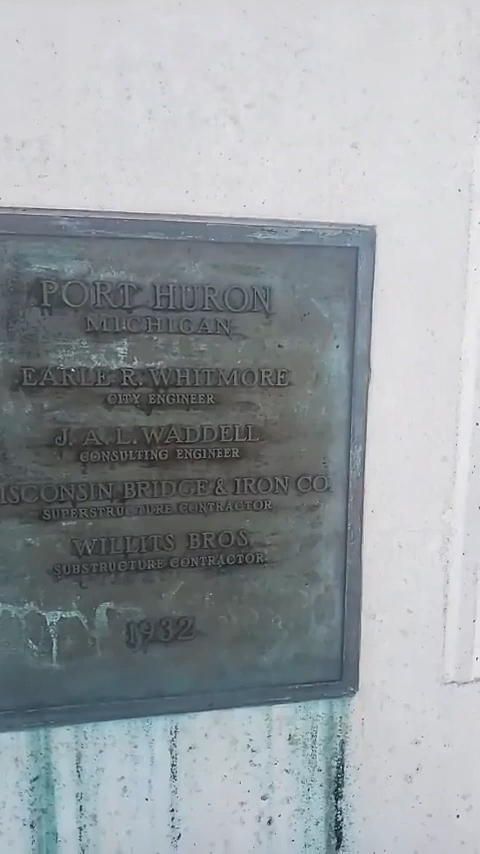 PORT HURON
MICHIGAN
EARLE R. WHITMORE
CITY ENGINEER
J. A. L. WADDELL
CONSULTING ENGINEER
ISCONSIN BRIDGE & IRON CO.
SUPERSTRUCTURE CONTRACTOR
WILLITS BROS.
SUBSTRUCTURE CONTRACTOR
1932